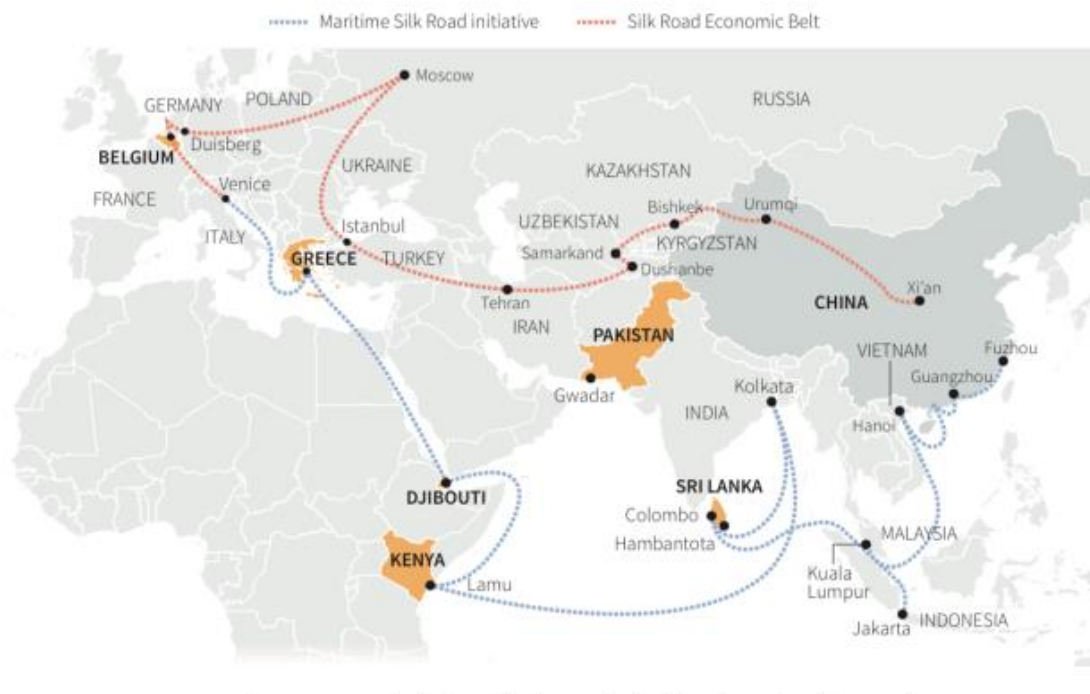 Maritime Silk Road initiative
Silk Road Economic Belt
Moscow
GERMANY
POLAND
RUSSIA
Duisberg
BELGIUM
UKRAINE
KAZAKHSTAN
Venice
FRANCE
Bishkek
Urumqi
UZBEKISTAN
Istanbul
ITALY
KYRGYZSTAN
Samarkand
GREECE
TURKEY
Dushanbe
Xi'an
Tehran
CHINA
IRAN
PAKISTAN
VIETNAM
Fuzhou
Guangzhou
Kolkata
Gwadar
INDIA
Hanoi
SRI LANKA
DJIBOUTI
Colombo
MALAYSIA
Hambantota
KENYA
Kuala
Lumpur
Lamu
INDONESIA
Jakarta